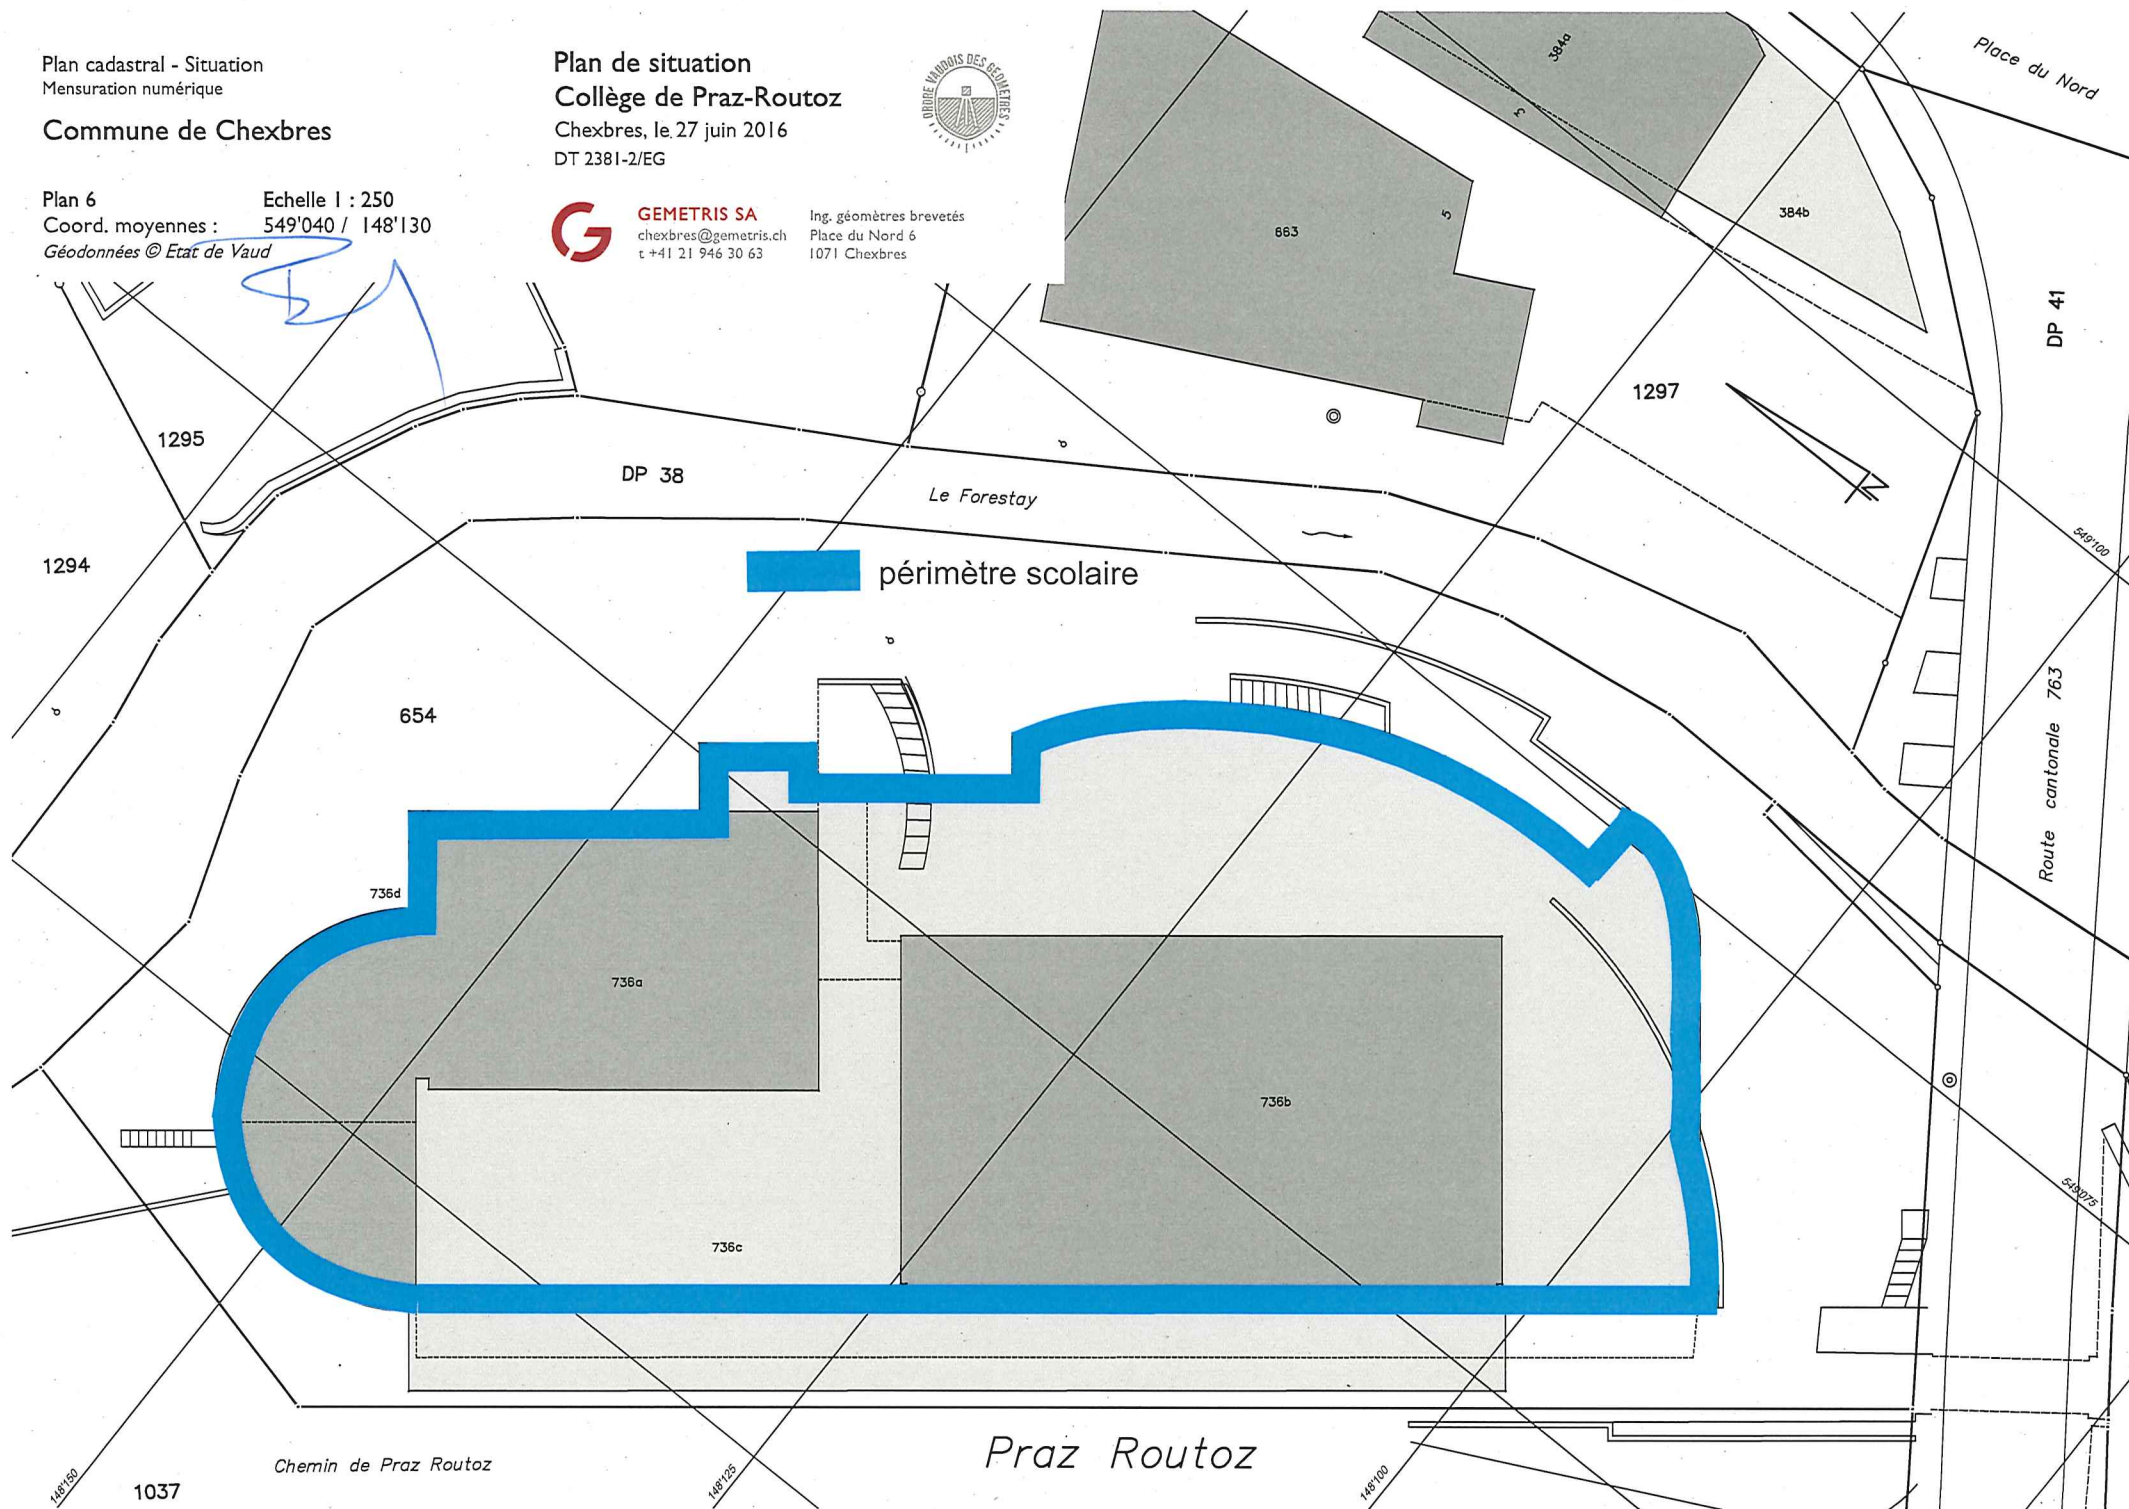 Plan cadastral - Situation
Mensuration numérique
Commune de Chexbres
Plan 6 Echelle 1 : 250
Coord. moyennes : 549'040 / 148'130
Géodonnées © Etat de Vaud
Plan de situation
Collège de Praz-Routoz
Chexbres, le 27 juin 2016
DT 2381-2/EG
ORDRE VAUDOIS DES GEOMETRES
GEMETRIS SA
chexbres@gemetris.ch
t +41 21 946 30 63
Ing. géomètres brevetés
Place du Nord 6
1071 Chexbres
Place du Nord
384a
3
384b
663
5
DP 41
1297
N
1295
DP 38
Le Forestay
549'100
1294
périmètre scolaire
654
Route cantonale 763
736d
736a
736b
736c
549'075
Praz Routoz
Chemin de Praz Routoz
148'150
148'125
148'100
1037